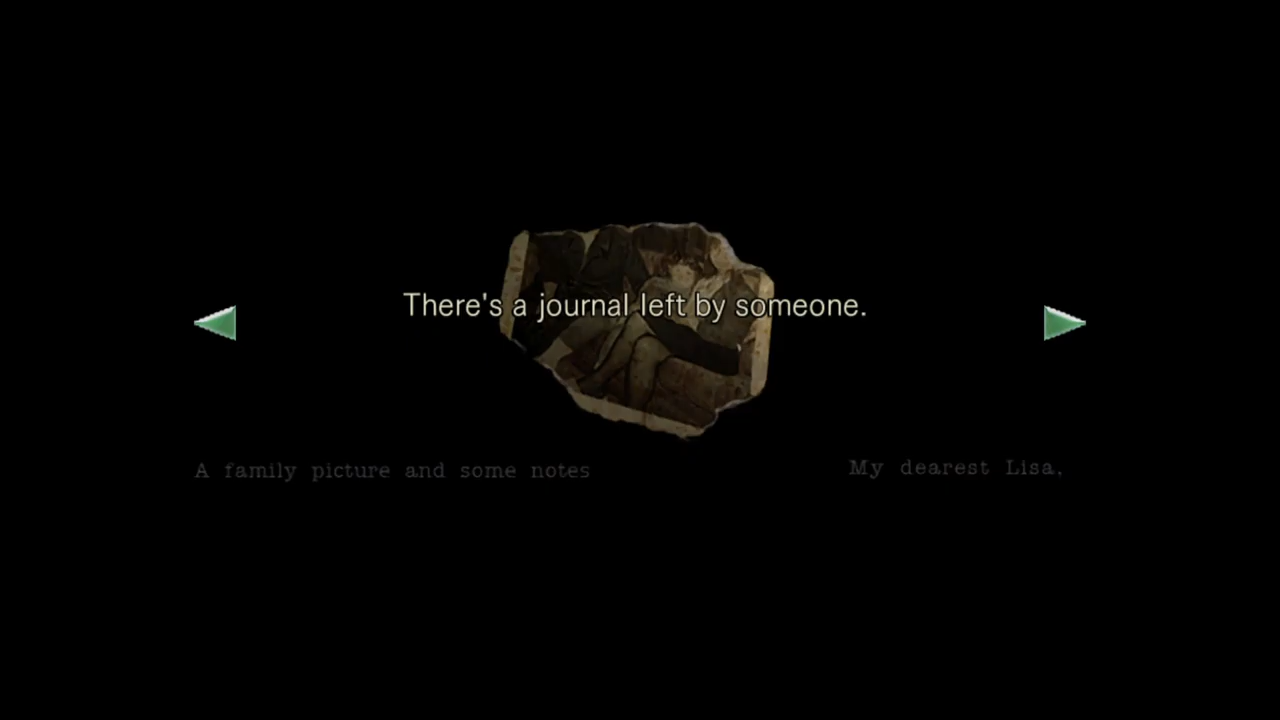 There's a journal left by someone.
A family picture and some notes
My dearest Lisa,